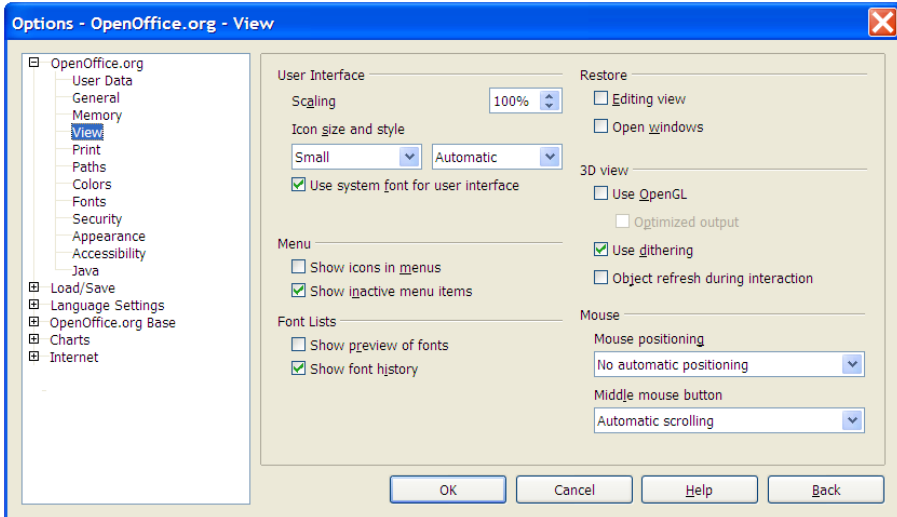 Options - OpenOffice.org - View
OpenOffice.org
User Data
General
Memory
View
Print
Paths
Colors
Fonts
Security
Appearance
Accessibility
Java
Load/Save
Language Settings
OpenOffice.org Base
Charts
Internet
User Interface
Scaling
100%
Icon size and style
Small
Automatic
Use system font for user interface
Menu
Show icons in menus
Show inactive menu items
Font Lists
Show preview of fonts
Show font history
Restore
Editing view
Open windows
3D view
Use OpenGL
Optimized output
Use dithering
Object refresh during interaction
Mouse
Mouse positioning
No automatic positioning
Middle mouse button
Automatic scrolling
OK
Cancel
Help
Back